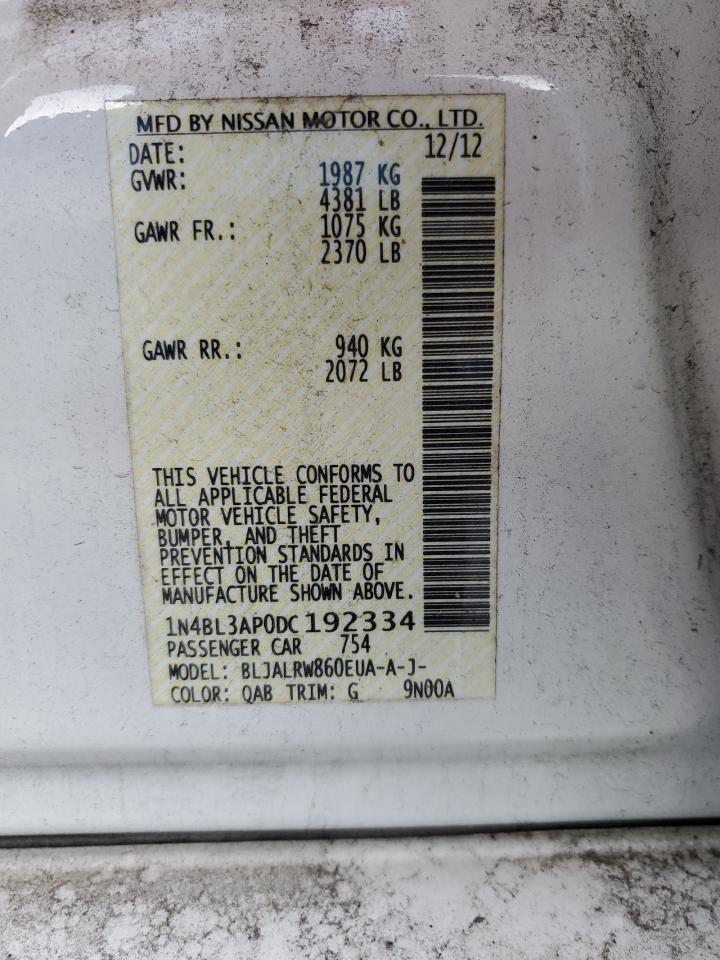 MFD BY NISSAN MOTOR CO., LTD.
DATE: 12/12
GVWR: 1987 KG
4381 LB
GAWR FR.: 1075 KG
2370 LB
GAWR RR.: 940 KG
2072 LB
THIS VEHICLE CONFORMS TO
ALL APPLICABLE FEDERAL
MOTOR VEHICLE SAFETY,
BUMPER, AND THEFT
PREVENTION STANDARDS IN
EFFECT ON THE DATE OF
MANUFACTURE SHOWN ABOVE.
1N4BL3AP0DC192334
PASSENGER CAR 754
MODEL: BLJALRW860EUA-A-J-
COLOR: QAB TRIM: G 9N00A